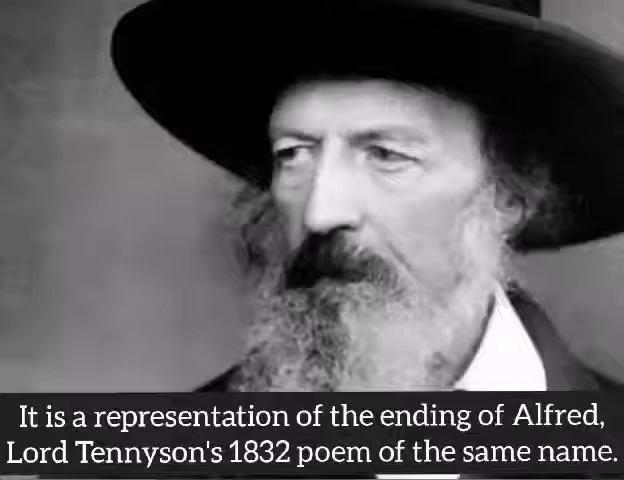 It is a representation of the ending of Alfred,
Lord Tennyson's 1832 poem of the same name.